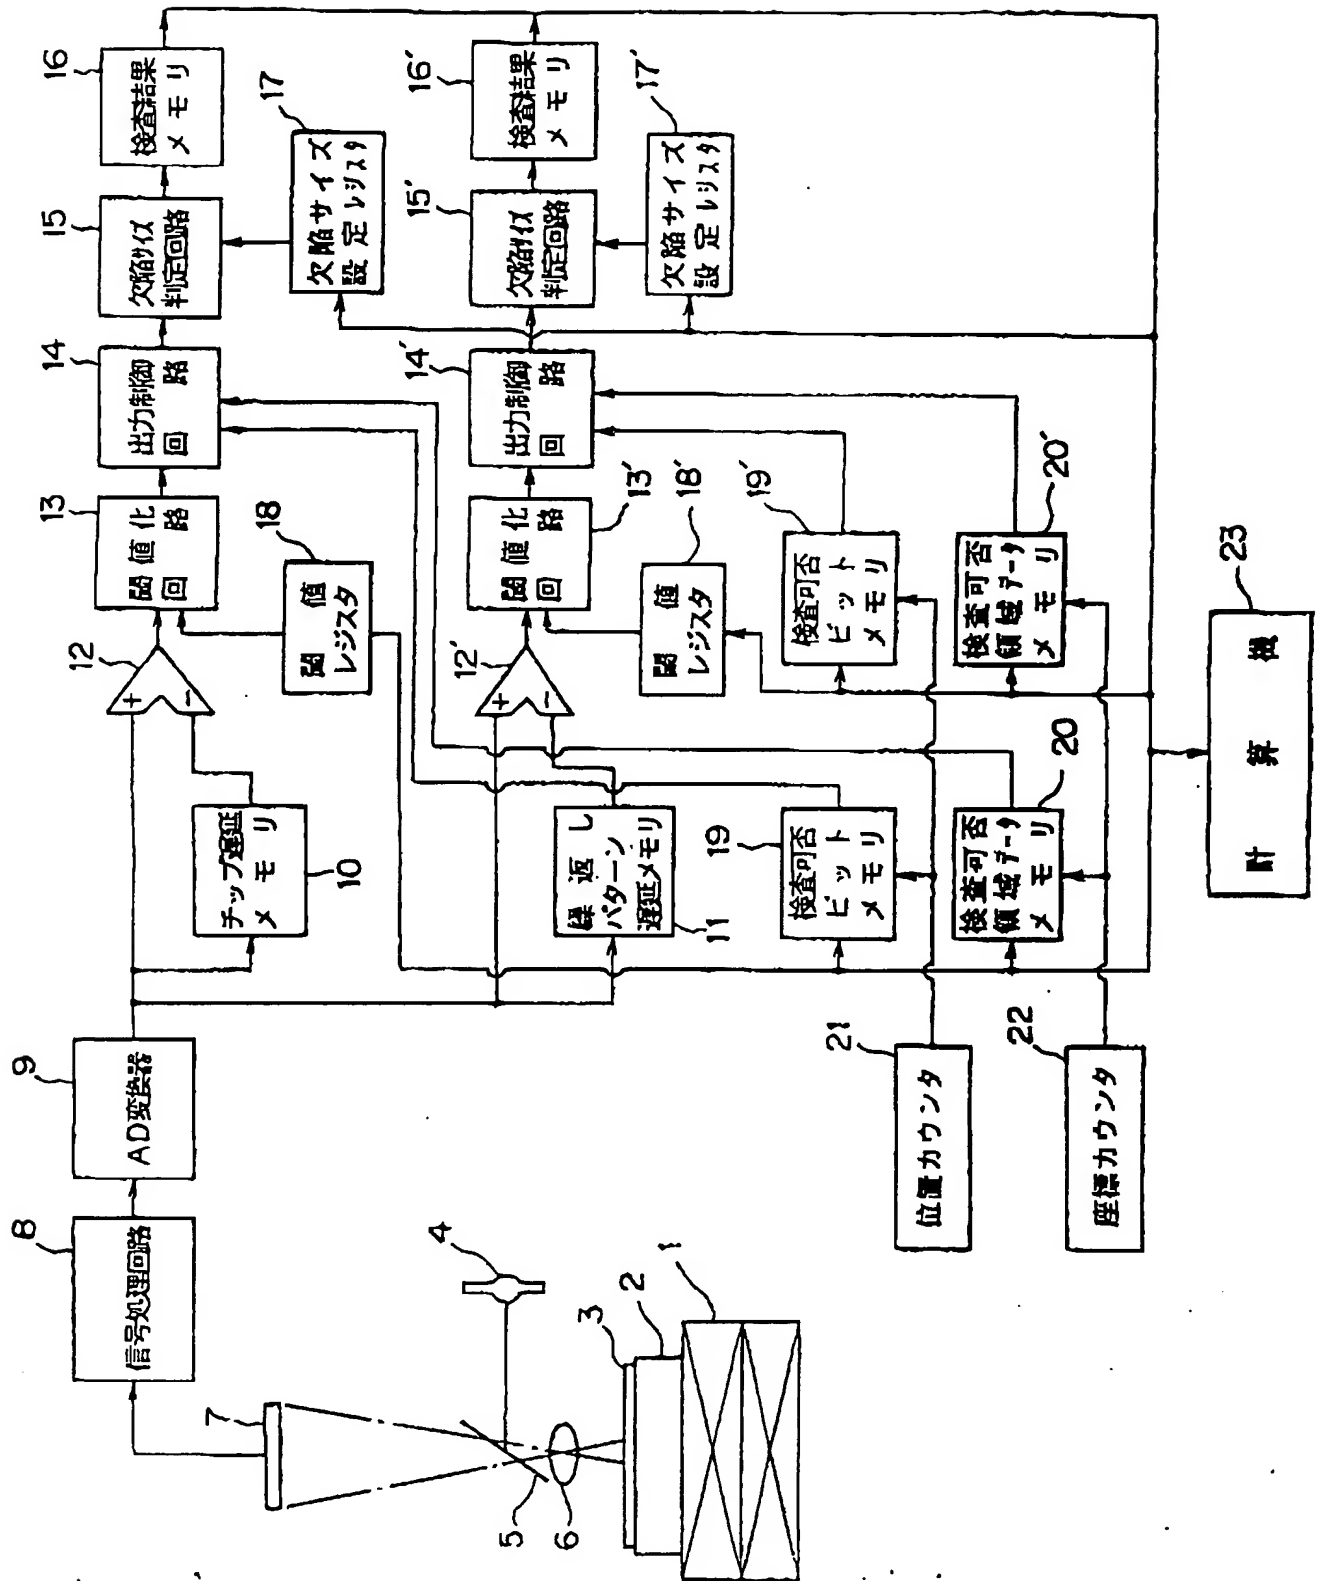 8
信号処理回路
9
AD変換器
12
+
−
13
閾値化
回路
14
出力制御
回路
15
欠陥サイズ
判定回路
16
検査結果
メモリ
チップ遅延
メモリ
10
18
閾値
レジスタ
17
欠陥サイズ
設定レジスタ
7
4
5
6
3
2
1
繰返し
パターン
遅延メモリ
11
12′
+
−
閾値化
回路
13′
14′
出力制御
回路
15′
欠陥サイズ
判定回路
16′
検査結果
メモリ
18′
閾値
レジスタ
17′
欠陥サイズ
設定レジスタ
19
検査可否
ビット
メモリ
19′
検査可否
ビット
メモリ
21
位置カウンタ
20
検査可否
領域データ
メモリ
20′
検査可否
領域データ
メモリ
22
座標カウンタ
23
計算機